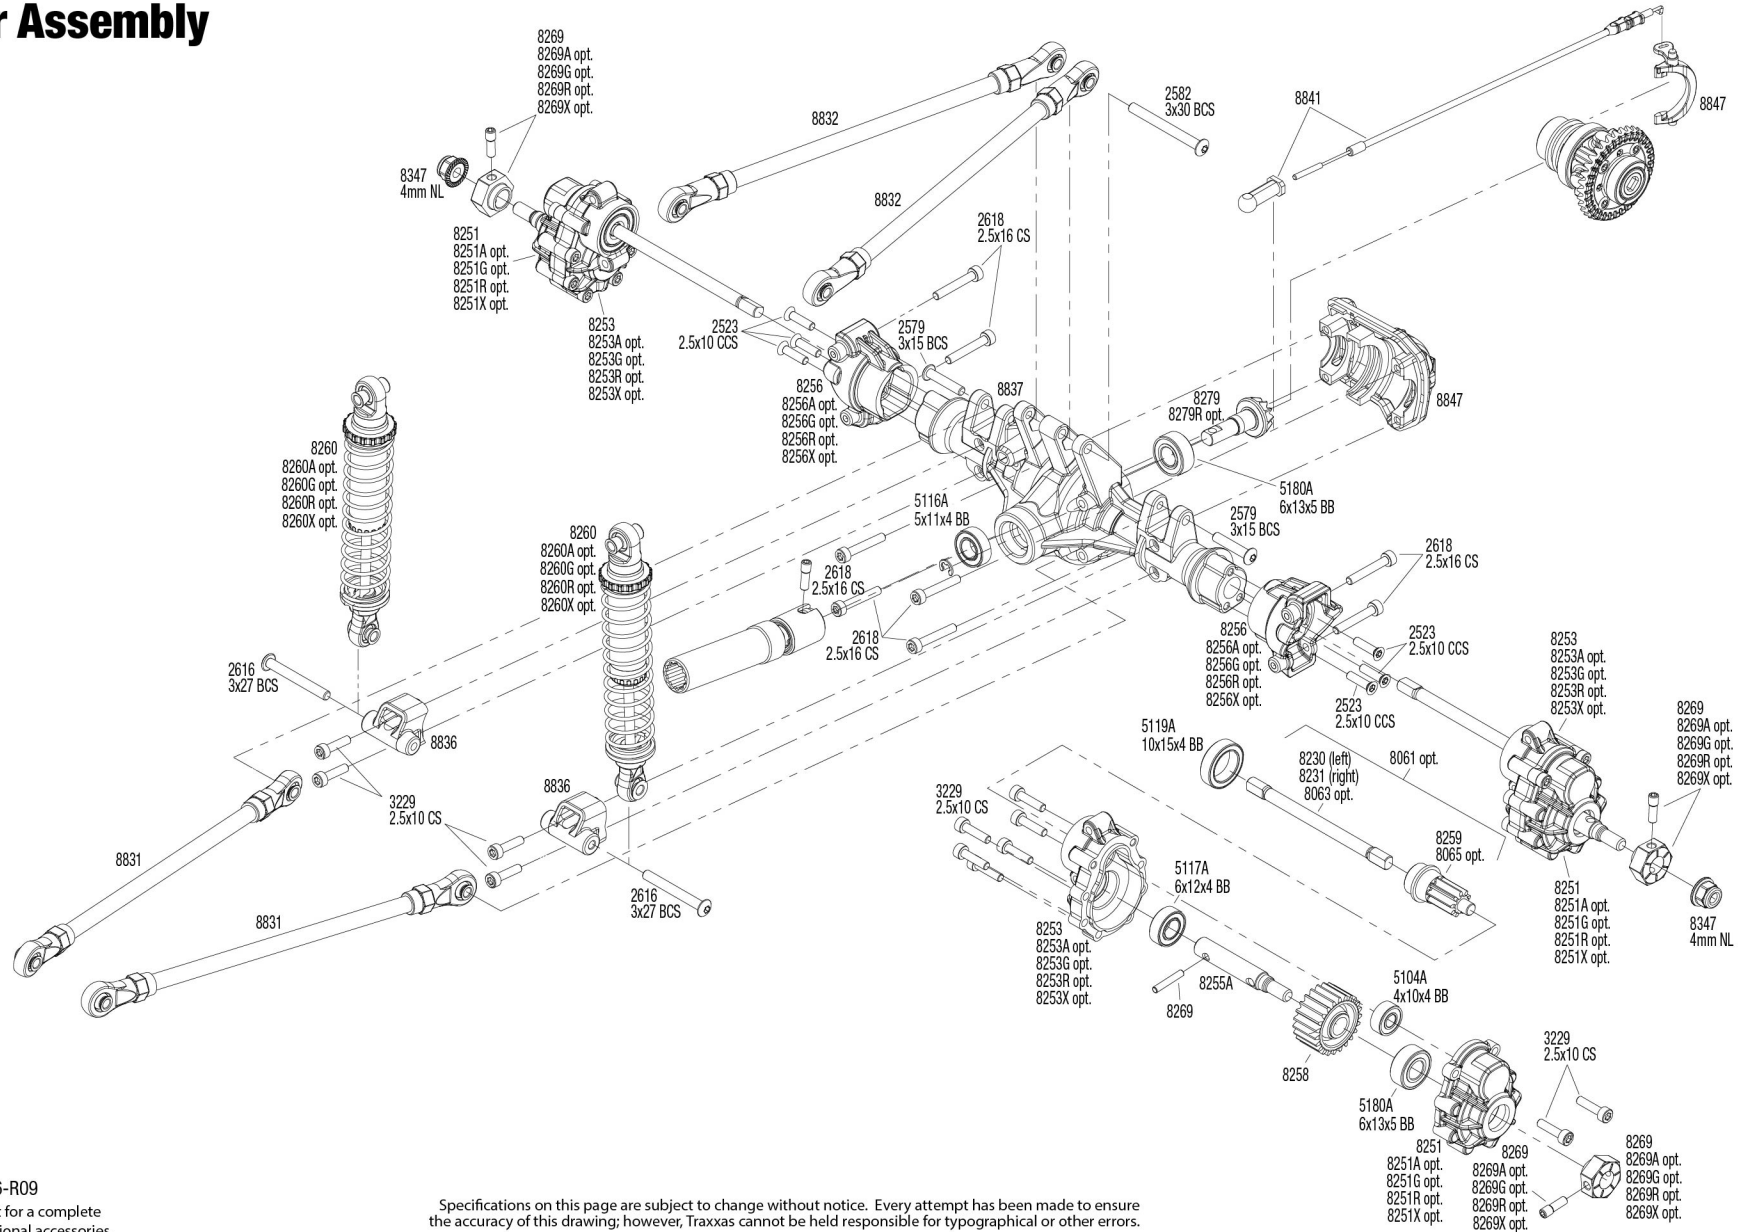 r Assembly
8269
8269A opt.
8269G opt.
8269R opt.
8269X opt.
8347
4mm NL
8251
8251A opt.
8251G opt.
8251R opt.
8251X opt.
8253
8253A opt.
8253G opt.
8253R opt.
8253X opt.
8832
8832
2582
3x30 BCS
8841
8847
2618
2.5x16 CS
2523
2.5x10 CCS
2579
3x15 BCS
8256
8256A opt.
8256G opt.
8256R opt.
8256X opt.
8837
8279
8279R opt.
8847
8260
8260A opt.
8260G opt.
8260R opt.
8260X opt.
8260
8260A opt.
8260G opt.
8260R opt.
8260X opt.
5116A
5x11x4 BB
5180A
6x13x5 BB
2579
3x15 BCS
2618
2.5x16 CS
2618
2.5x16 CS
2618
2.5x16 CS
8256
8256A opt.
8256G opt.
8256R opt.
8256X opt.
2523
2.5x10 CCS
2523
2.5x10 CCS
8253
8253A opt.
8253G opt.
8253R opt.
8253X opt.
8269
8269A opt.
8269G opt.
8269R opt.
8269X opt.
2616
3x27 BCS
8836
3229
2.5x10 CS
8836
2616
3x27 BCS
8831
8831
5119A
10x15x4 BB
8230 (left)
8231 (right)
8063 opt.
8061 opt.
8259
8065 opt.
3229
2.5x10 CS
5117A
6x12x4 BB
8253
8253A opt.
8253G opt.
8253R opt.
8253X opt.
8255A
8269
8258
5104A
4x10x4 BB
5180A
6x13x5 BB
8251
8251A opt.
8251G opt.
8251R opt.
8251X opt.
8347
4mm NL
3229
2.5x10 CS
8251
8251A opt.
8251G opt.
8251R opt.
8251X opt.
8269
8269A opt.
8269G opt.
8269R opt.
8269X opt.
8269
8269A opt.
8269G opt.
8269R opt.
8269X opt.
-R09
for a complete
ional accessories
Specifications on this page are subject to change without notice. Every attempt has been made to ensure
the accuracy of this drawing; however, Traxxas cannot be held responsible for typographical or other errors.